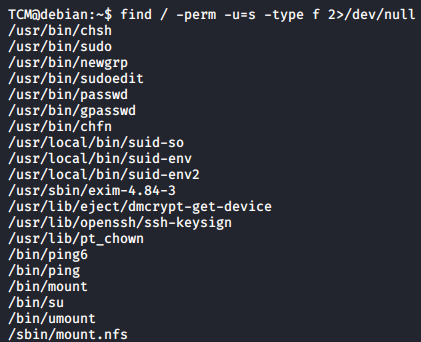 TCM@debian:~$ find / -perm -u=s -type f 2>/dev/null
/usr/bin/chsh
/usr/bin/sudo
/usr/bin/newgrp
/usr/bin/sudoedit
/usr/bin/passwd
/usr/bin/gpasswd
/usr/bin/chfn
/usr/local/bin/suid-so
/usr/local/bin/suid-env
/usr/local/bin/suid-env2
/usr/sbin/exim-4.84-3
/usr/lib/eject/dmcrypt-get-device
/usr/lib/openssh/ssh-keysign
/usr/lib/pt_chown
/bin/ping6
/bin/ping
/bin/mount
/bin/su
/bin/umount
/sbin/mount.nfs